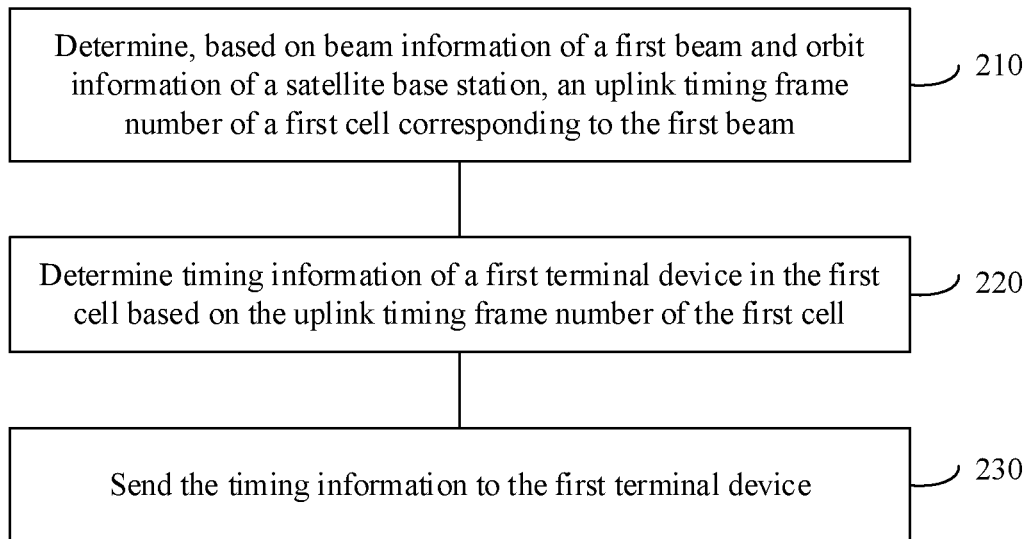 Determine, based on beam information of a first beam and orbit
information of a satellite base station, an uplink timing frame
number of a first cell corresponding to the first beam
210
Determine timing information of a first terminal device in the first
cell based on the uplink timing frame number of the first cell
220
Send the timing information to the first terminal device
230